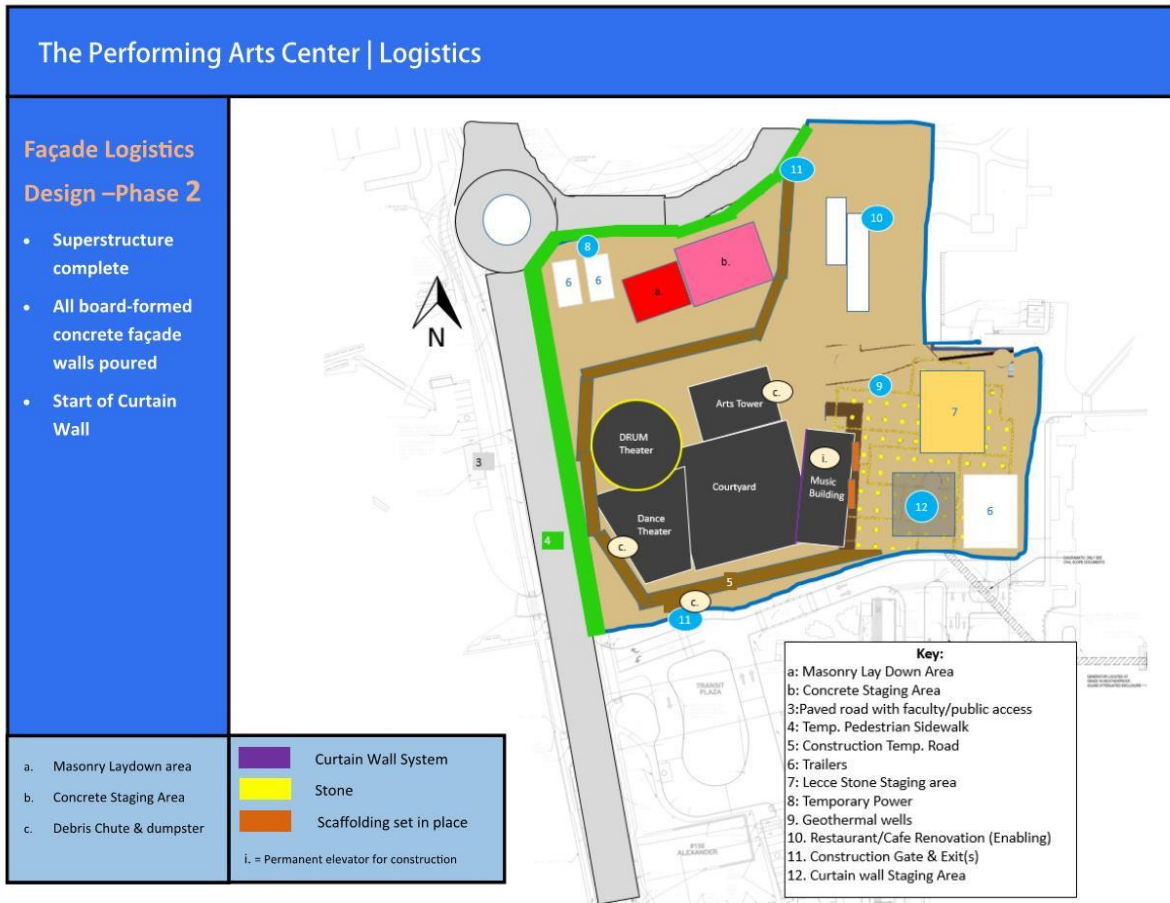 The Performing Arts Center | Logistics
Façade Logistics
Design –Phase 2
• Superstructure
complete
• All board-formed
concrete façade
walls poured
• Start of Curtain
Wall
a. Masonry Laydown area
b. Concrete Staging Area
c. Debris Chute & dumpster
Curtain Wall System
Stone
Scaffolding set in place
i. = Permanent elevator for construction
N
11
10
8
6
6
b.
a.
9
7
Arts Tower
c.
DRUM
Theater
3
i.
Courtyard
Music
Building
12
6
Dance
Theater
4
c.
5
c.
11
TRANSIT
PLAZA
#156
ALEXANDER
Key:
a: Masonry Lay Down Area
b: Concrete Staging Area
3:Paved road with faculty/public access
4: Temp. Pedestrian Sidewalk
5: Construction Temp. Road
6: Trailers
7: Lecce Stone Staging area
8: Temporary Power
9. Geothermal wells
10. Restaurant/Cafe Renovation (Enabling)
11. Construction Gate & Exit(s)
12. Curtain wall Staging Area